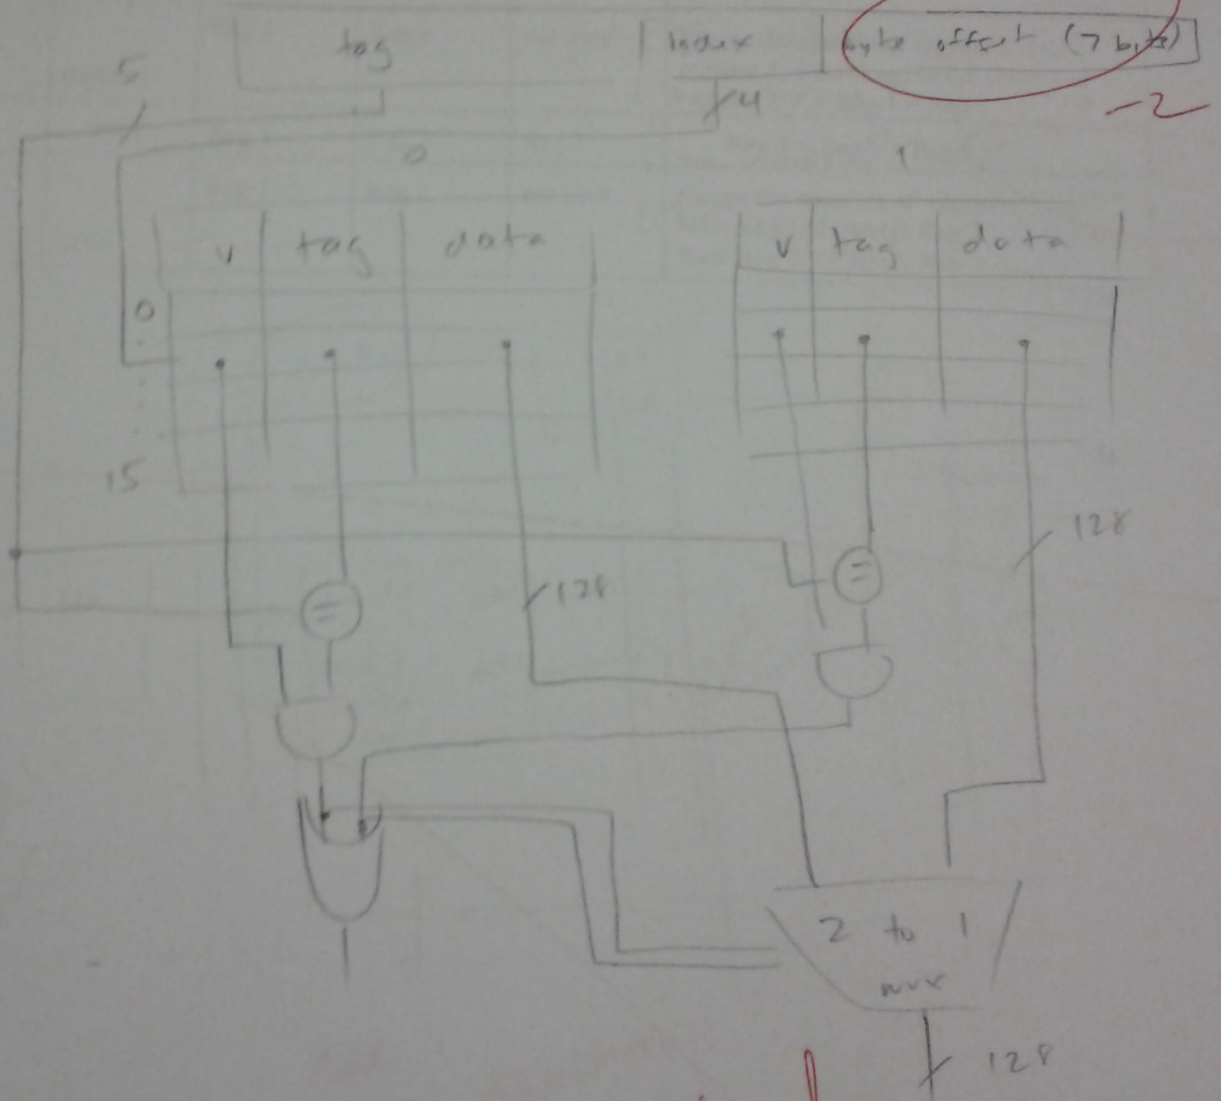 tag index byte offset (7 bits)
5 4 -2
0 1
v tag data v tag data
0
15
128
= =
128
2 to 1
mux
128